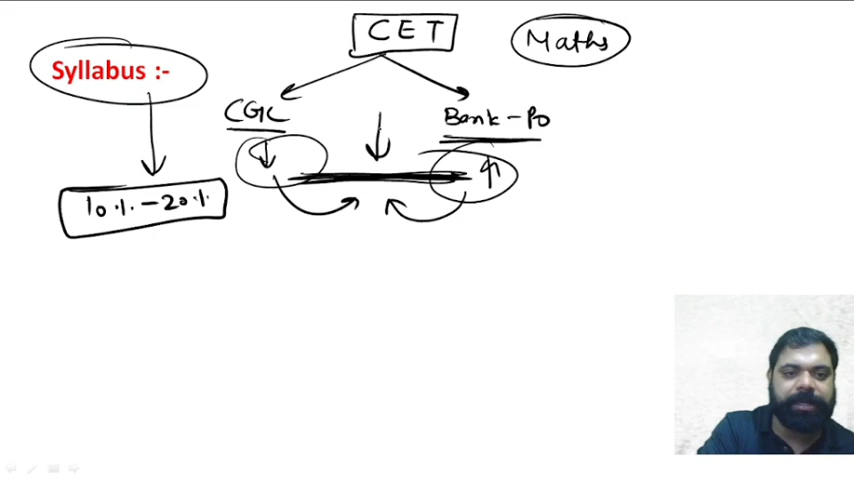 CET
Maths
Syllabus :-
CGL
Bank - PO
10% - 20%